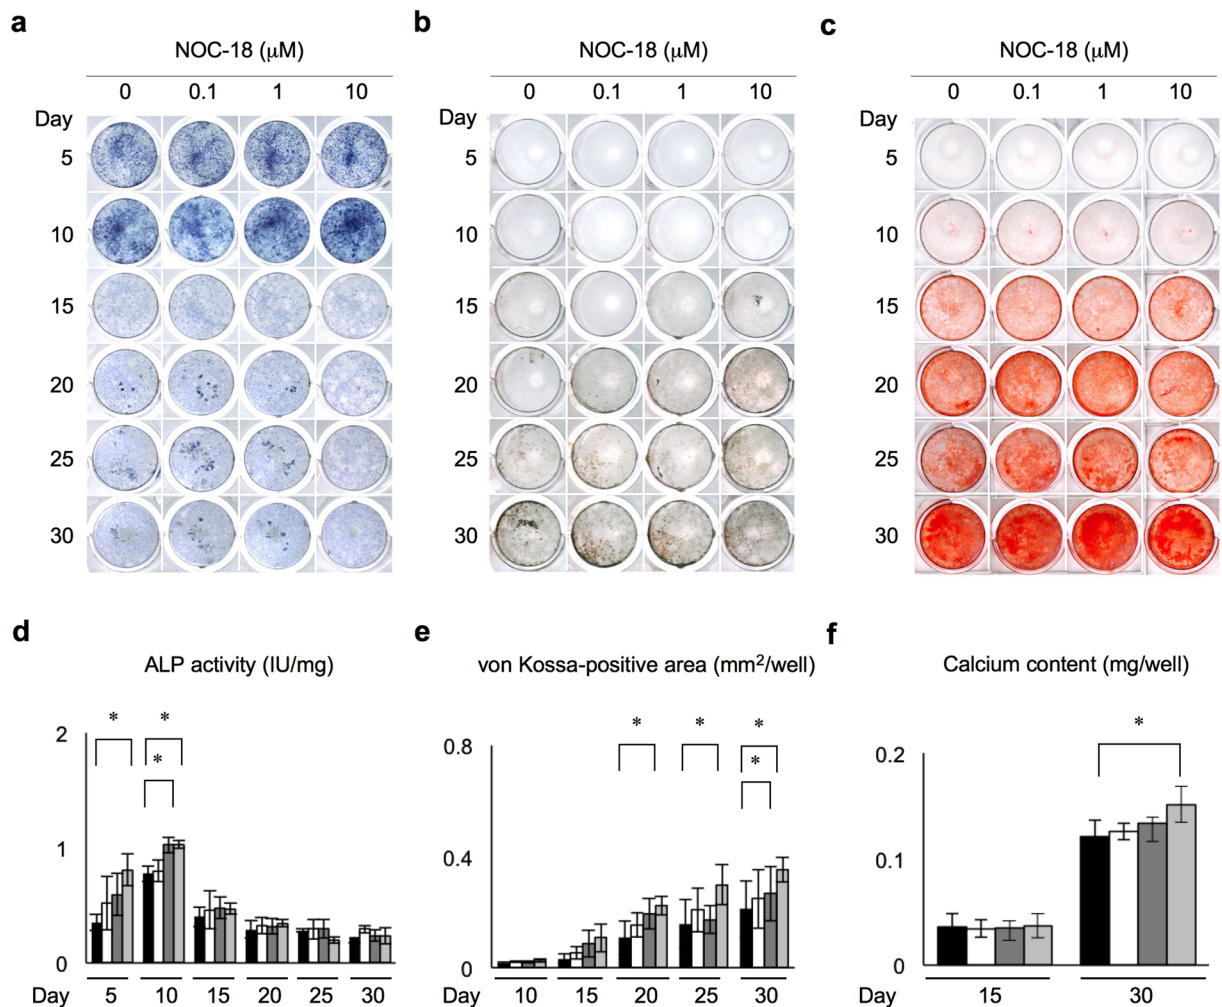 a
NOC-18 (μM)
0 0.1 1 10
Day
5
10
15
20
25
30
b
NOC-18 (μM)
0 0.1 1 10
Day
5
10
15
20
25
30
c
NOC-18 (μM)
0 0.1 1 10
Day
5
10
15
20
25
30
d
ALP activity (IU/mg)
* *
*
2
1
0
Day 5 10 15 20 25 30
e
von Kossa-positive area (mm²/well)
* * *
*
0.8
0.4
0
Day 10 15 20 25 30
f
Calcium content (mg/well)
*
0.2
0.1
0
Day 15 30